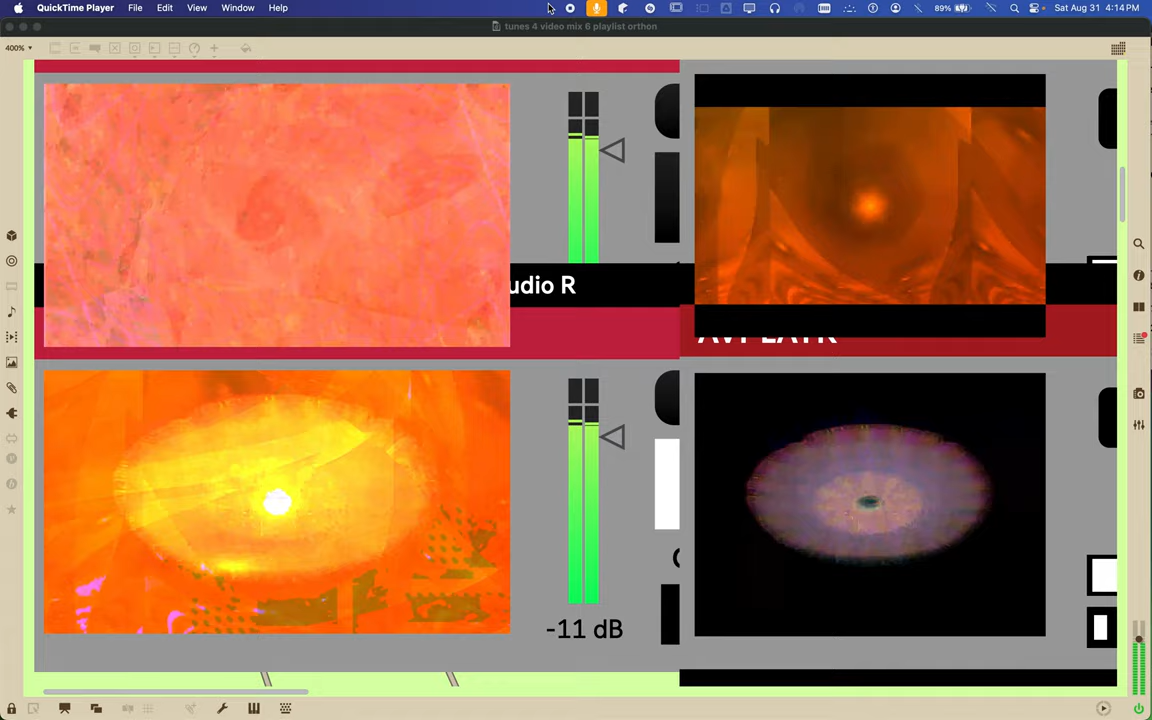 QuickTime Player File Edit View Window Help 89% Sat Aug 31 4:14 PM
tunes 4 video mix 6 playlist orthon
400%
udio R
-11 dB